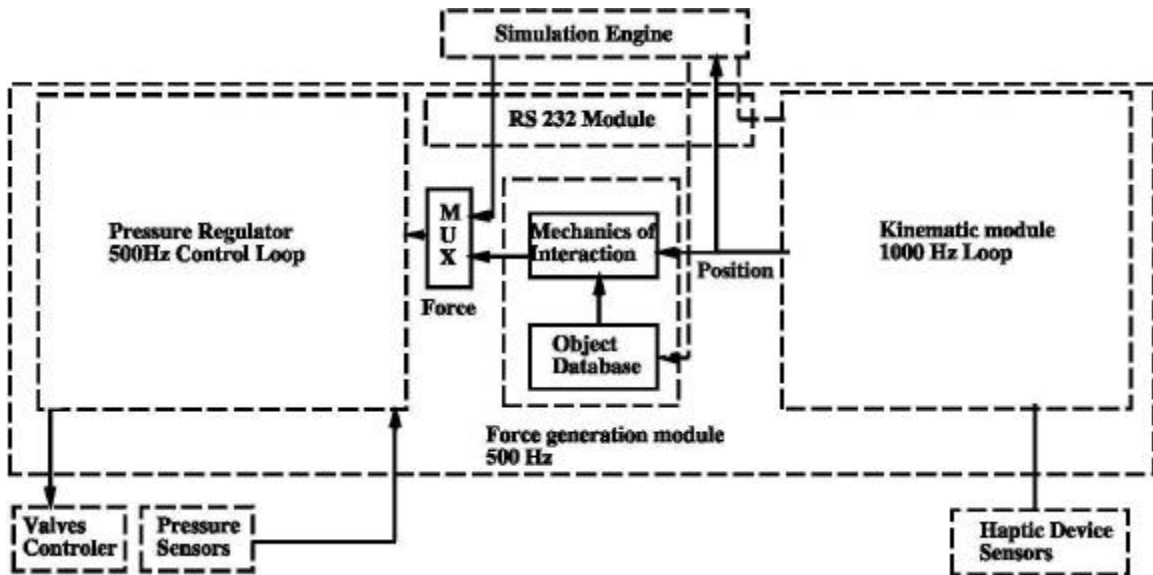 Simulation Engine
RS 232 Module
Pressure Regulator
500Hz Control Loop
M
U
X
Force
Mechanics of
Interaction
Position
Kinematic module
1000 Hz Loop
Object
Database
Force generation module
500 Hz
Valves
Controler
Pressure
Sensors
Haptic Device
Sensors